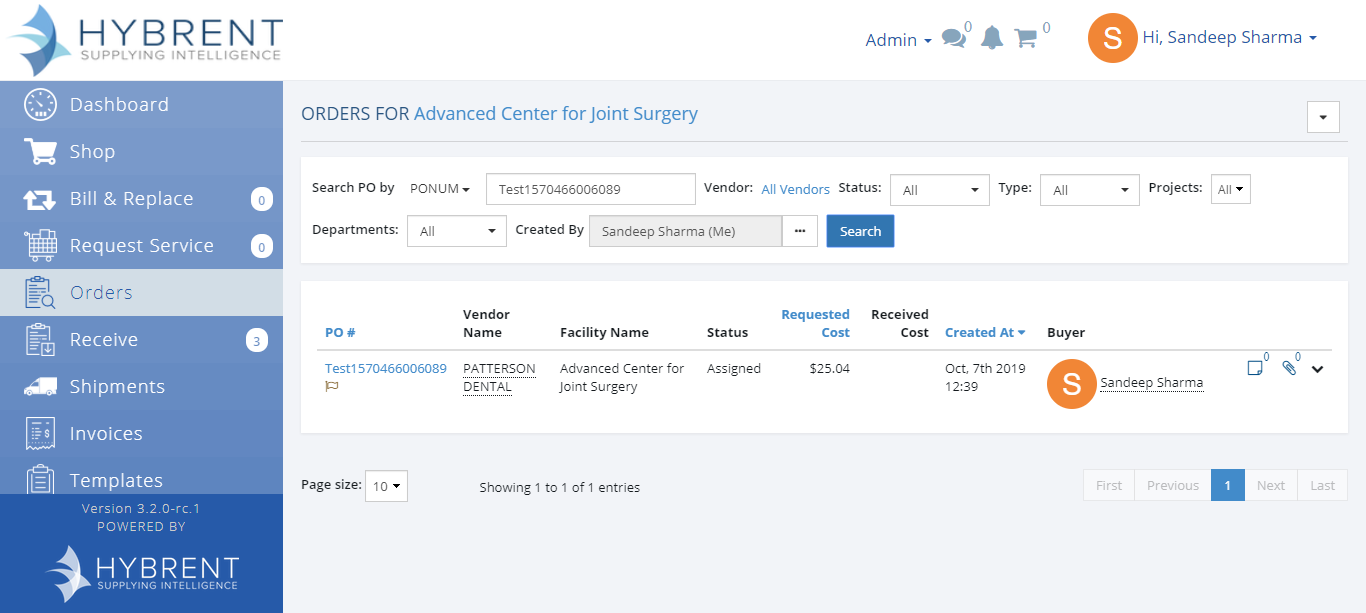 HYBRENT
SUPPLYING INTELLIGENCE
Admin 0 0 S Hi, Sandeep Sharma
Dashboard
Shop
Bill & Replace 0
Request Service 0
Orders
Receive 3
Shipments
Invoices
Templates
Version 3.2.0-rc.1
POWERED BY
HYBRENT
SUPPLYING INTELLIGENCE
ORDERS FOR Advanced Center for Joint Surgery
Search PO by PONUM Test1570466006089 Vendor: All Vendors Status: All Type: All Projects: All
Departments: All Created By Sandeep Sharma (Me) ... Search
PO # Vendor Name Facility Name Status Requested Cost Received Cost Created At Buyer
Test1570466006089 PATTERSON DENTAL Advanced Center for Joint Surgery Assigned $25.04 Oct, 7th 2019 12:39 S Sandeep Sharma 0 0
Page size: 10 Showing 1 to 1 of 1 entries First Previous 1 Next Last